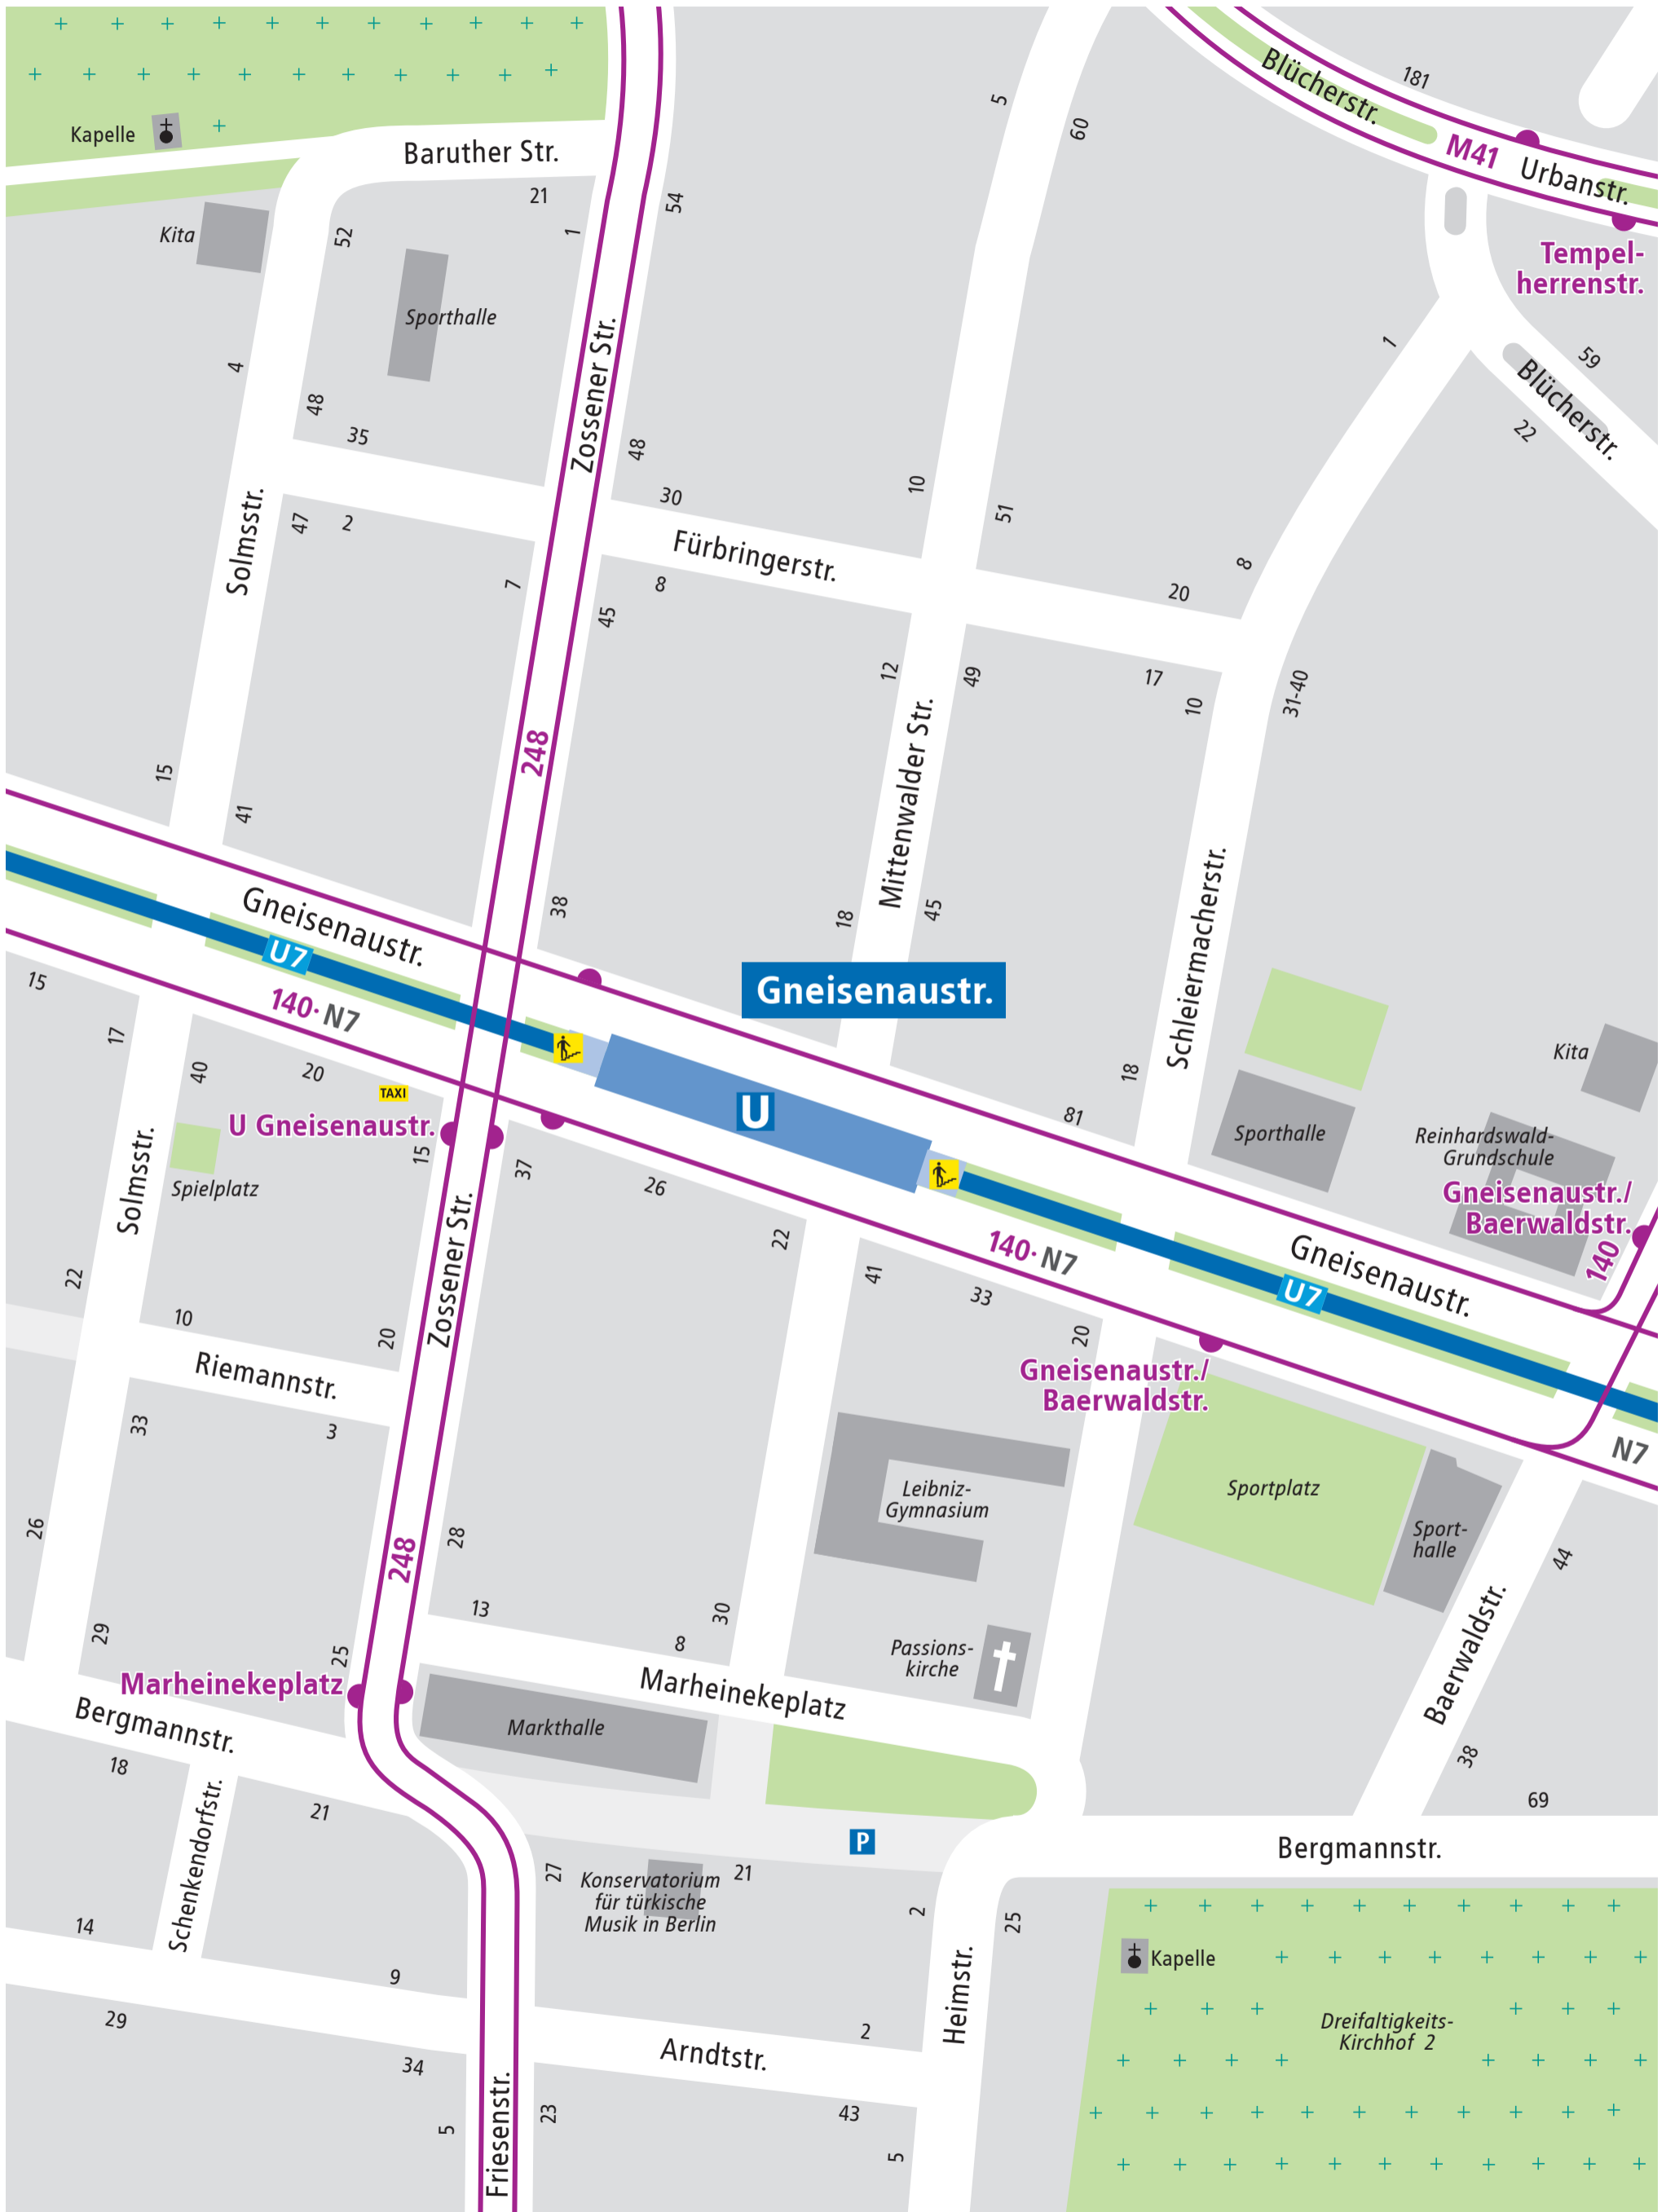 Blücherstr.
181
5
60
Kapelle
Baruther Str.
M41
Urbanstr.
21
54
Kita
52
1
Tempel-
herrenstr.
Sporthalle
4
1
59
48
Zossener Str.
Blücherstr.
35
48
22
10
30
51
Solmsstr.
47
2
Fürbringerstr.
7
8
45
20
8
12
49
17
10
31-40
248
15
41
Mittenwalder Str.
Schleiermacherstr.
Gneisenaustr.
38
18
45
U7
15
Gneisenaustr.
140· N7
17
40
20
TAXI
18
Kita
U
81
U Gneisenaustr.
15
37
Sporthalle
Reinhardswald-
Grundschule
Solmsstr.
Spielplatz
26
Gneisenaustr./
Baerwaldstr.
22
Zossener Str.
22
41
140· N7
Gneisenaustr.
140
U7
33
10
20
20
Riemannstr.
Gneisenaustr./
Baerwaldstr.
33
3
N7
Leibniz-
Gymnasium
Sportplatz
26
28
Sport-
halle
248
44
13
30
29
25
8
Passions-
kirche
Marheinekeplatz
Marheinekeplatz
Baerwaldstr.
Bergmannstr.
Markthalle
18
38
21
69
P
Bergmannstr.
Schenkendorfstr.
27
Konservatorium
für türkische
Musik in Berlin
21
2
25
14
Kapelle
9
Heimstr.
29
2
Dreifaltigkeits-
Kirchhof 2
34
Arndtstr.
5
Friesenstr.
23
43
5